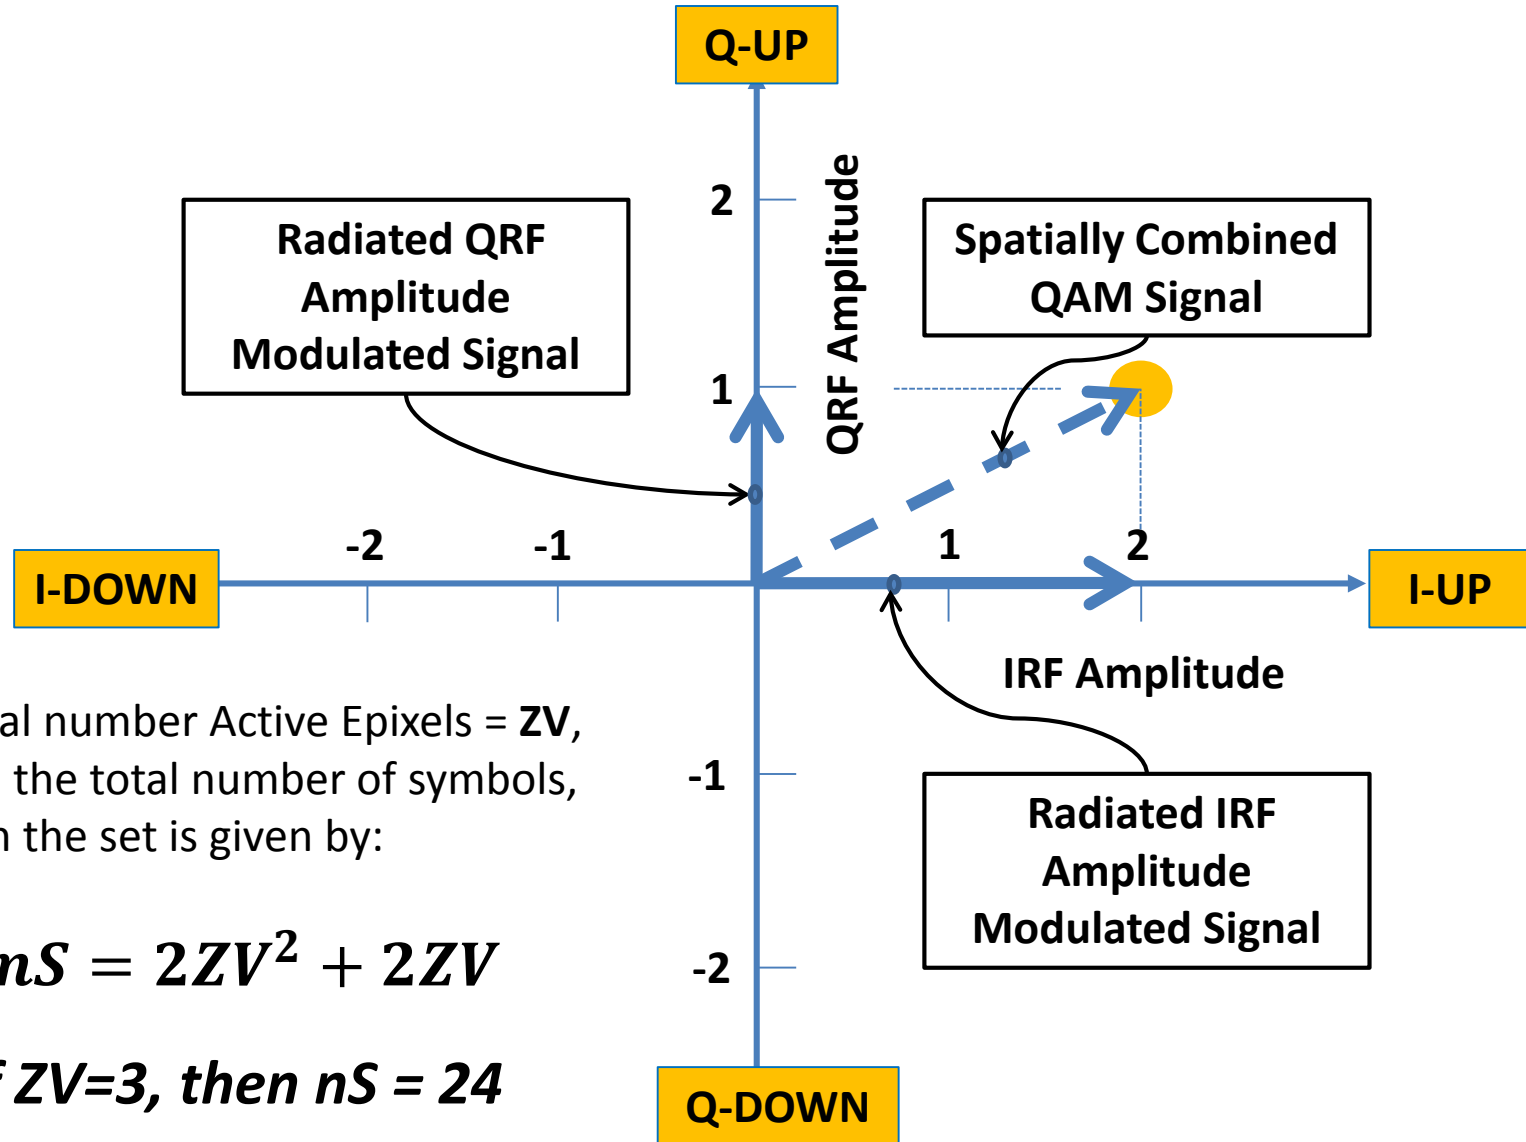 Q-UP
2
QRF Amplitude
Radiated QRF
Amplitude
Modulated Signal
Spatially Combined
QAM Signal
1
-2
-1
1
2
I-DOWN
I-UP
IRF Amplitude
al number Active Epixels = ZV,
the total number of symbols,
n the set is given by:
-1
Radiated IRF
Amplitude
Modulated Signal
nS = 2ZV² + 2ZV
-2
f ZV=3, then nS = 24
Q-DOWN